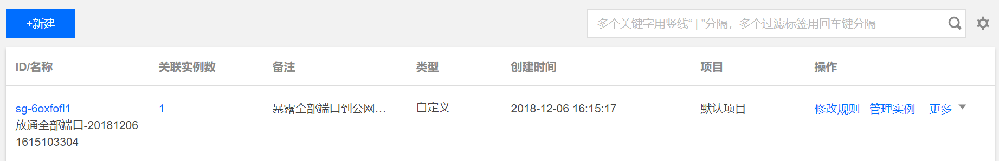 +新建
多个关键字用竖线“ | ”分隔，多个过滤标签用回车键分隔
ID/名称 关联实例数 备注 类型 创建时间 项目 操作
sg-6oxfofl1 1 暴露全部端口到公网... 自定义 2018-12-06 16:15:17 默认项目 修改规则 管理实例 更多
放通全部端口-20181206
1615103304